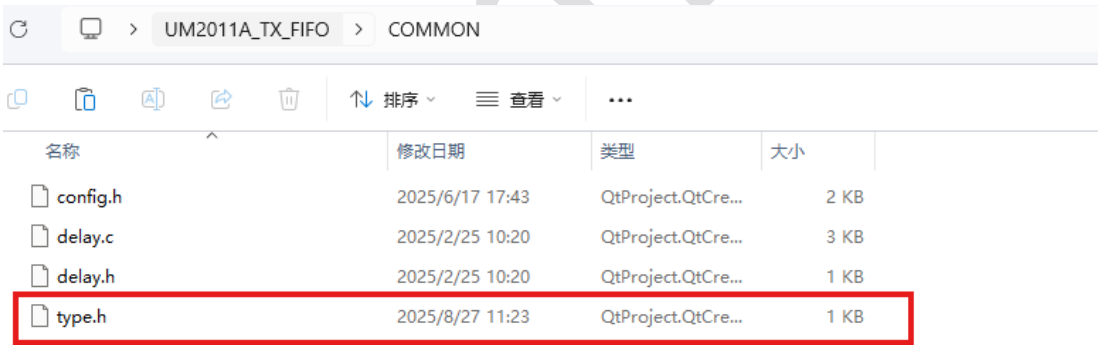 UM2011A_TX_FIFO > COMMON
排序 查看 ...
名称 修改日期 类型 大小
config.h 2025/6/17 17:43 QtProject.QtCre... 2 KB
delay.c 2025/2/25 10:20 QtProject.QtCre... 3 KB
delay.h 2025/2/25 10:20 QtProject.QtCre... 1 KB
type.h 2025/8/27 11:23 QtProject.QtCre... 1 KB